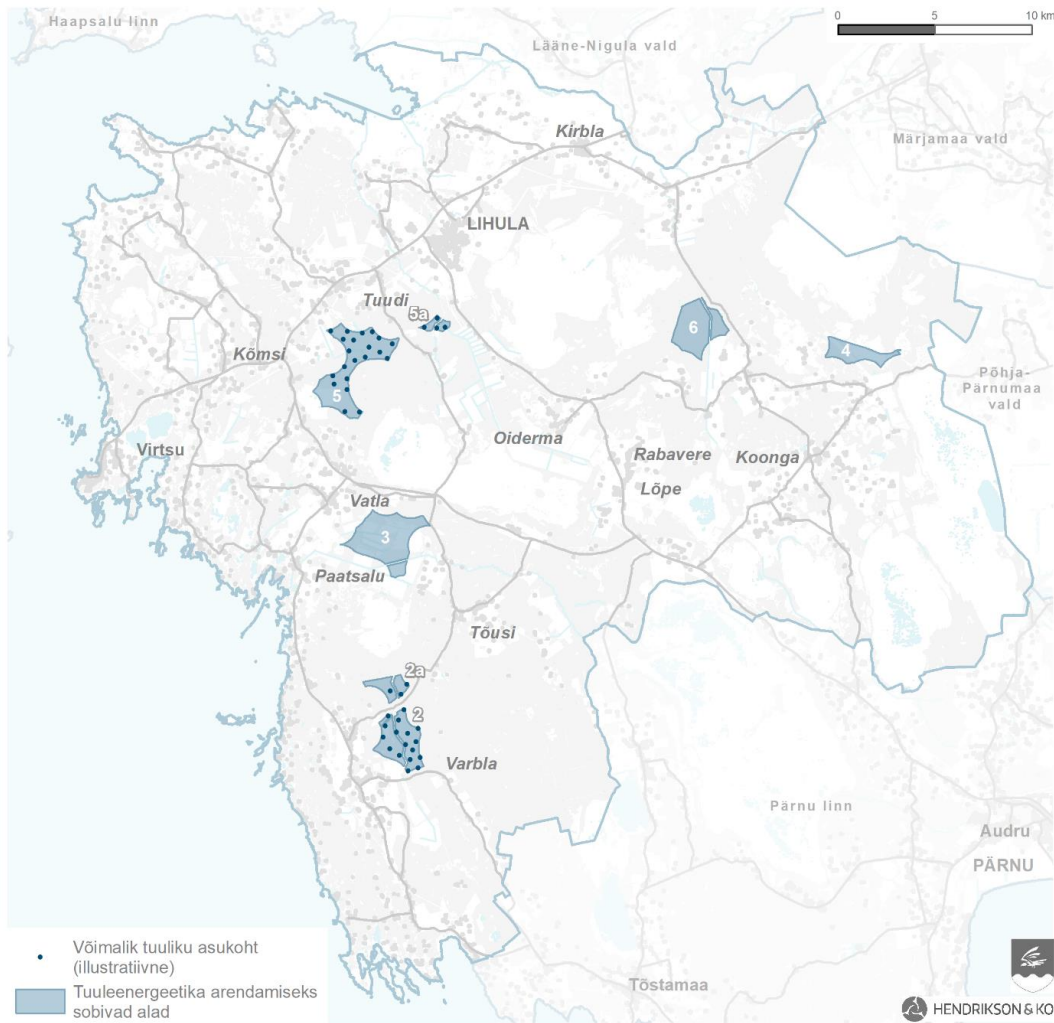 Haapsalu linn
0 5 10 km
Lääne-Nigula vald
Kirbla
Märjamaa vald
LIHULA
Tuudi
5a
6
4
Kõmsi
Põhja-
Pärnumaa
vald
5
Oiderma
Virtsu
Rabavere
Koonga
Lõpe
Vatla
3
Paatsalu
Tõusi
2a
2
Varbla
Pärnu linn
Audru
PÄRNU
Võimalik tuuliku asukoht
(illustratiivne)
Tuuleenergeetika arendamiseks
sobivad alad
Tõstamaa
HENDRIKSON & KO